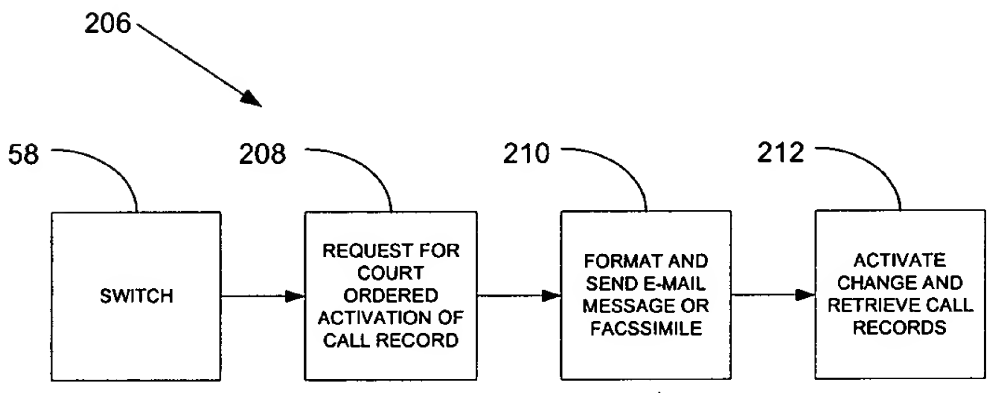 206
58
208
210
212
SWITCH
REQUEST FOR
COURT
ORDERED
ACTIVATION OF
CALL RECORD
FORMAT AND
SEND E-MAIL
MESSAGE OR
FACSSIMILE
ACTIVATE
CHANGE AND
RETRIEVE CALL
RECORDS